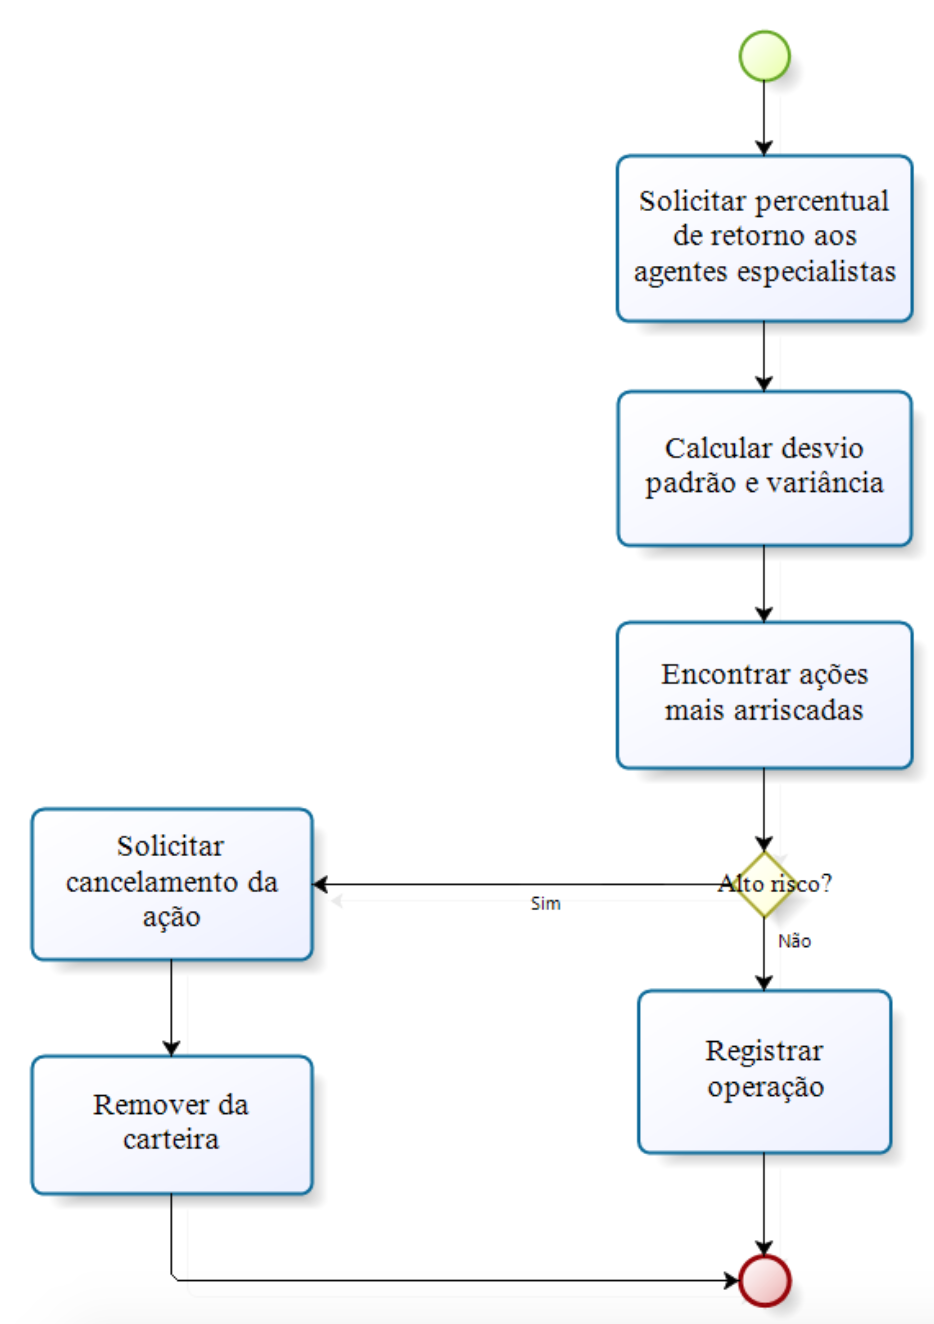 Solicitar percentual
de retorno aos
agentes especialistas
Calcular desvio
padrão e variância
Encontrar ações
mais arriscadas
Solicitar
cancelamento da
ação
Alto risco?
Sim
Não
Registrar
operação
Remover da
carteira